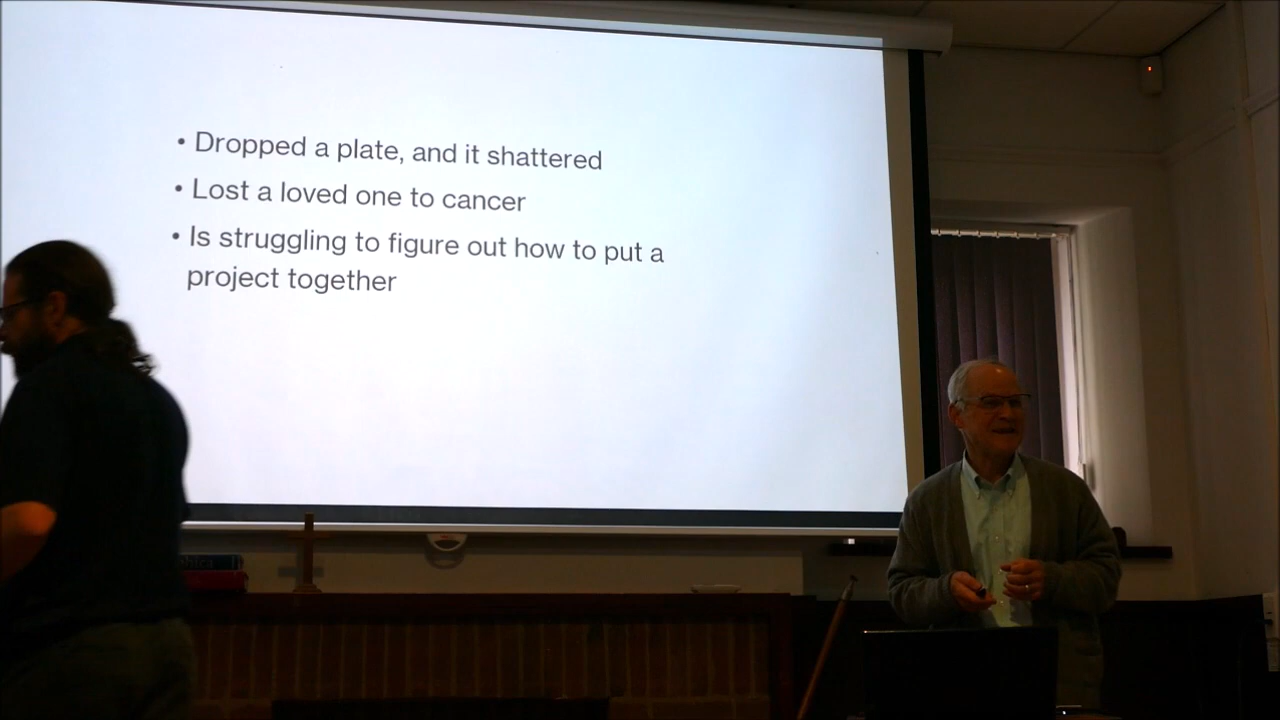 • Dropped a plate, and it shattered
• Lost a loved one to cancer
• Is struggling to figure out how to put a
project together